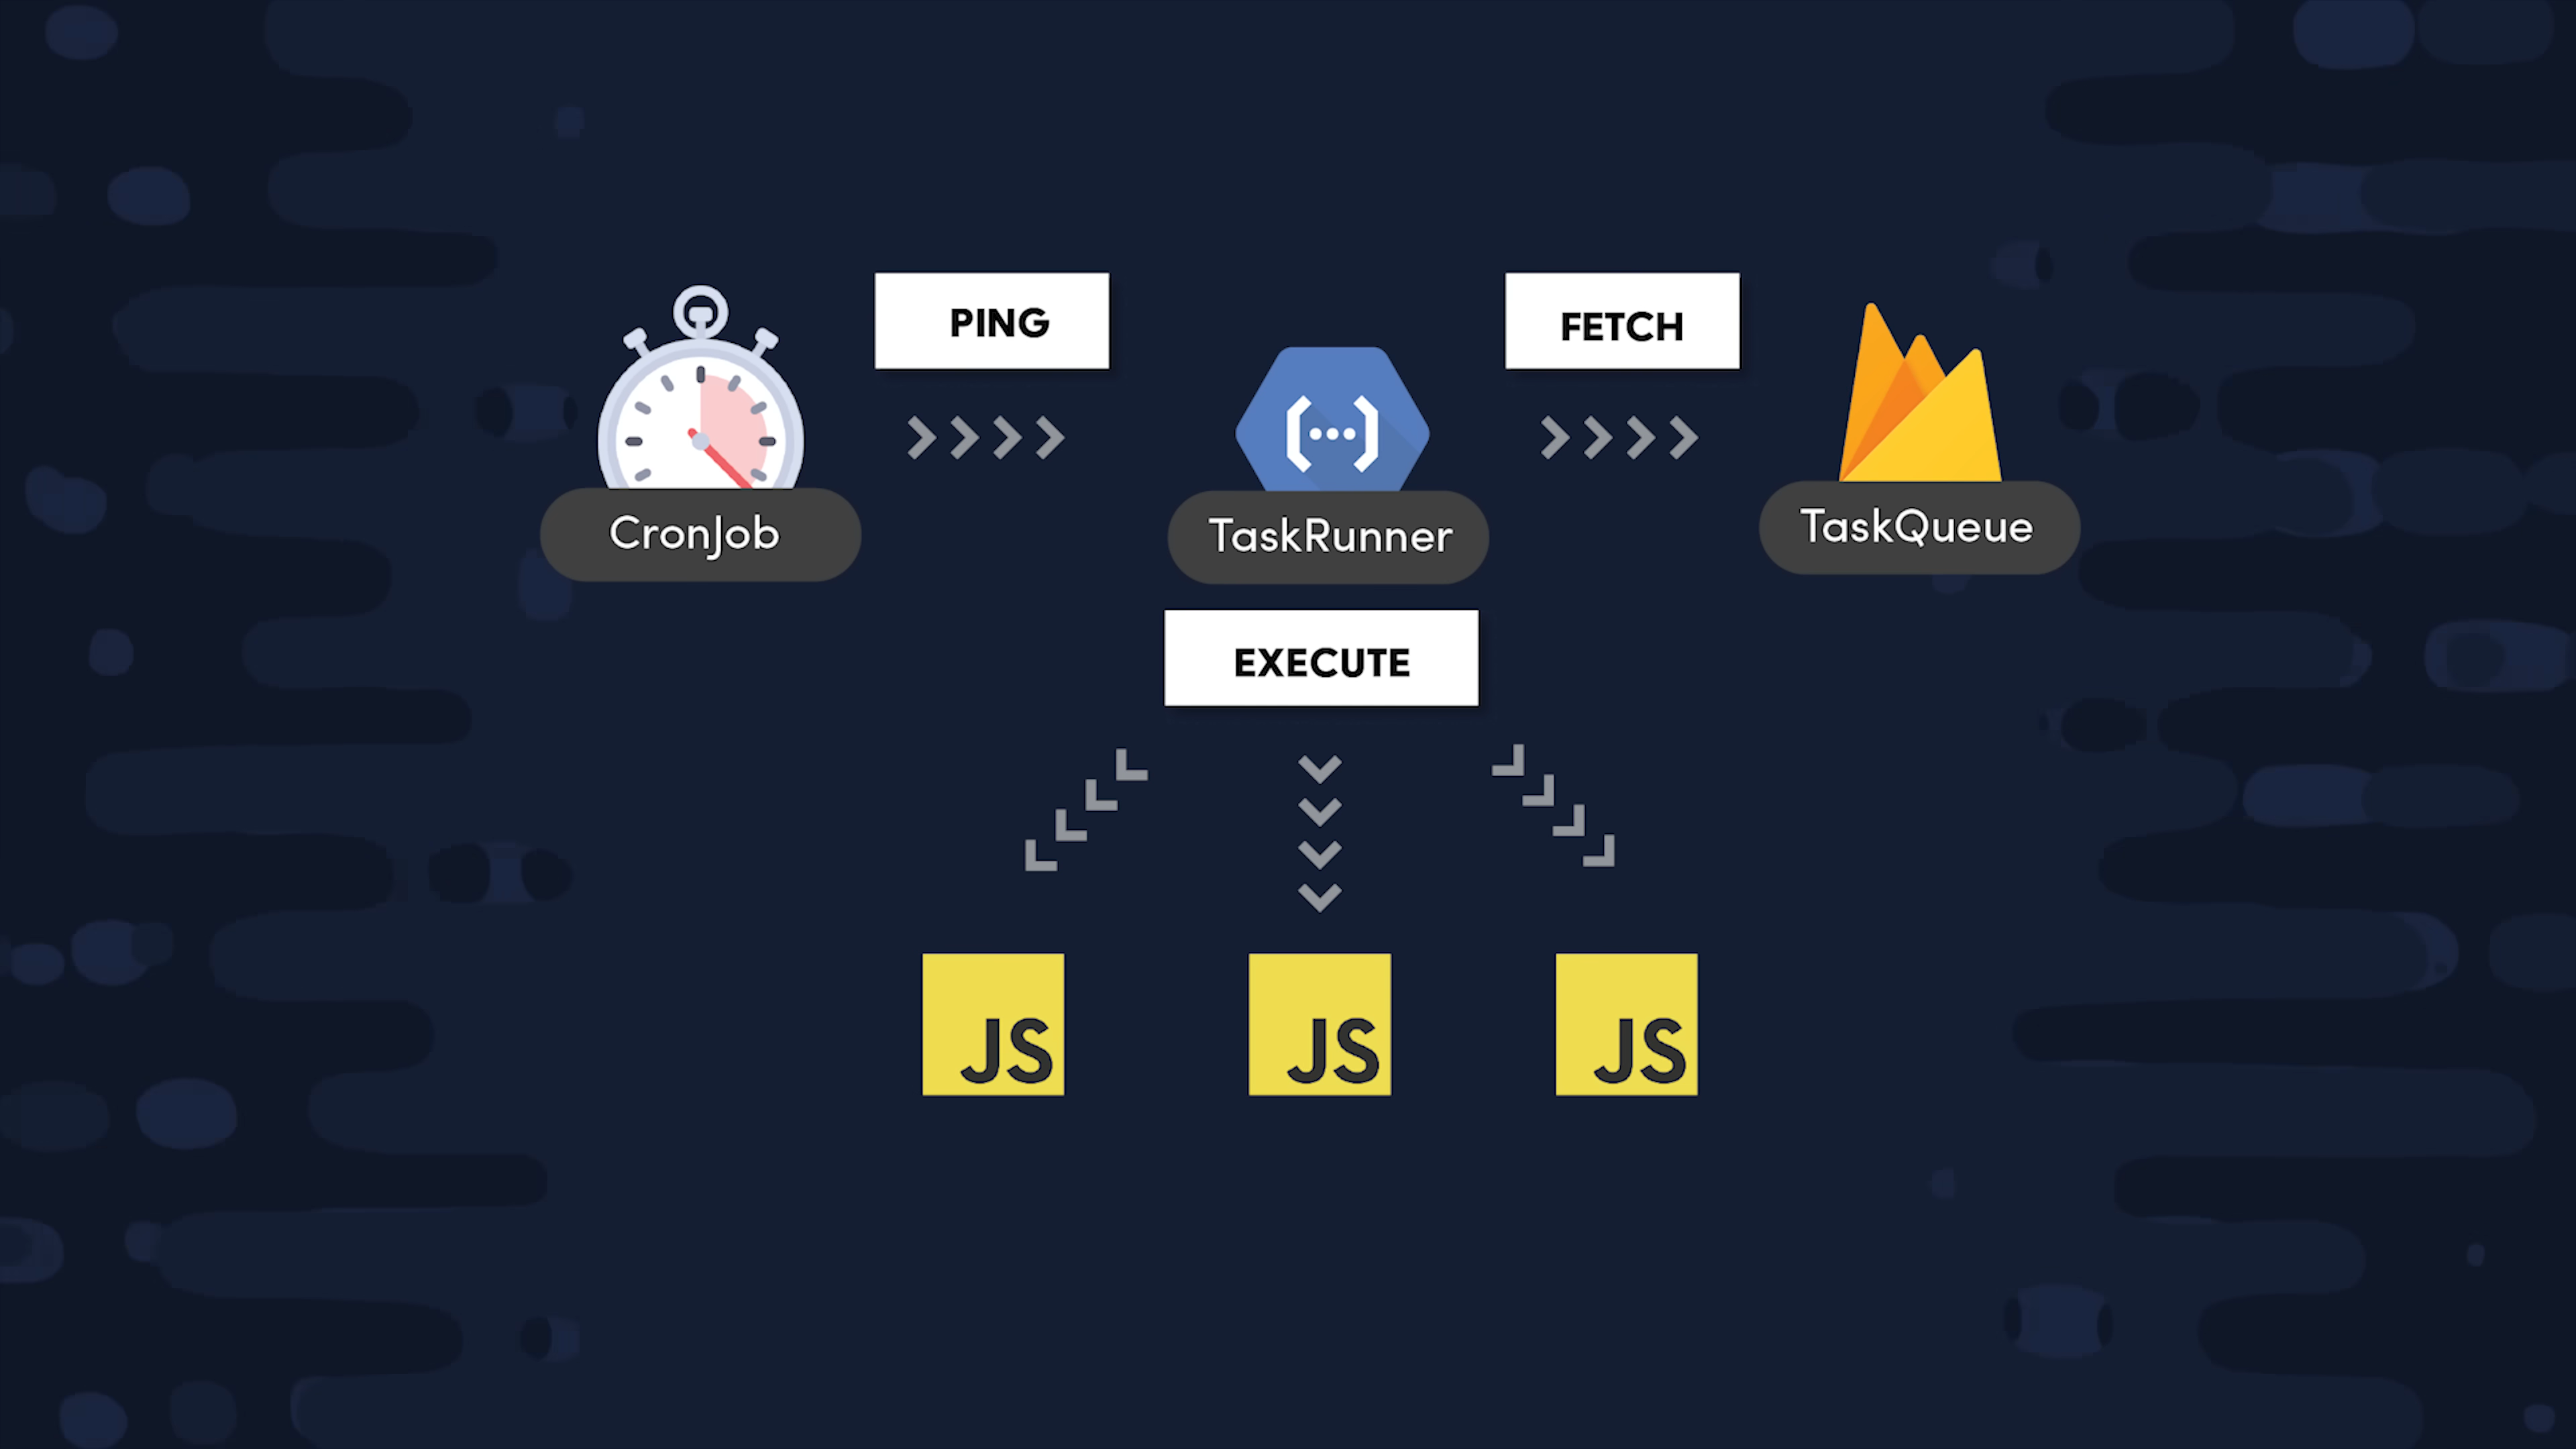 PING
FETCH
CronJob
TaskRunner
TaskQueue
EXECUTE
JS
JS
JS